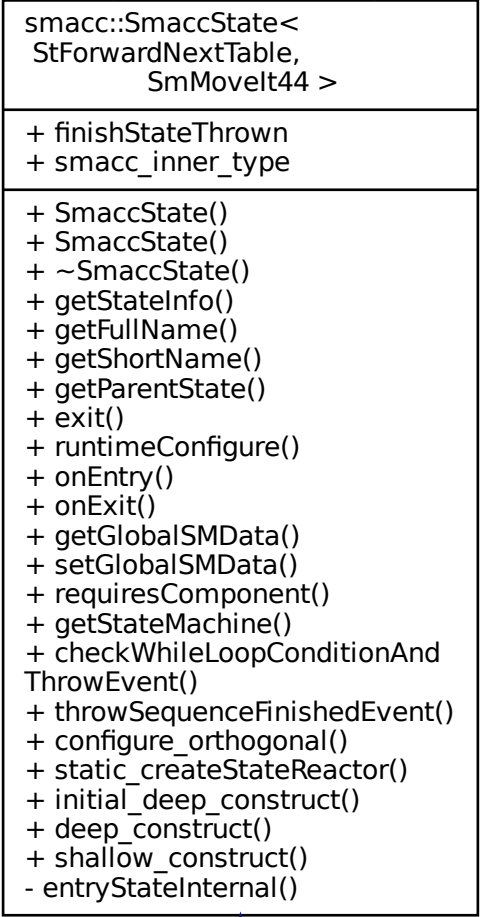 smacc::SmaccState<
StForwardNextTable,
SmMoveIt44 >
+ finishStateThrown
+ smacc_inner_type
+ SmaccState()
+ SmaccState()
+ ~SmaccState()
+ getStateInfo()
+ getFullName()
+ getShortName()
+ getParentState()
+ exit()
+ runtimeConfigure()
+ onEntry()
+ onExit()
+ getGlobalSMData()
+ setGlobalSMData()
+ requiresComponent()
+ getStateMachine()
+ checkWhileLoopConditionAnd
ThrowEvent()
+ throwSequenceFinishedEvent()
+ configure_orthogonal()
+ static_createStateReactor()
+ initial_deep_construct()
+ deep_construct()
+ shallow_construct()
- entryStateInternal()